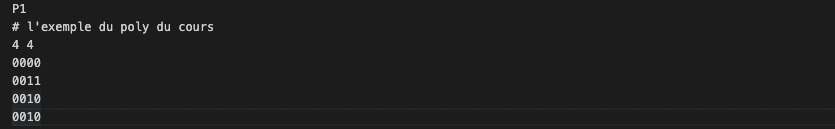 P1
# l'exemple du poly du cours
4 4
0000
0011
0010
0010